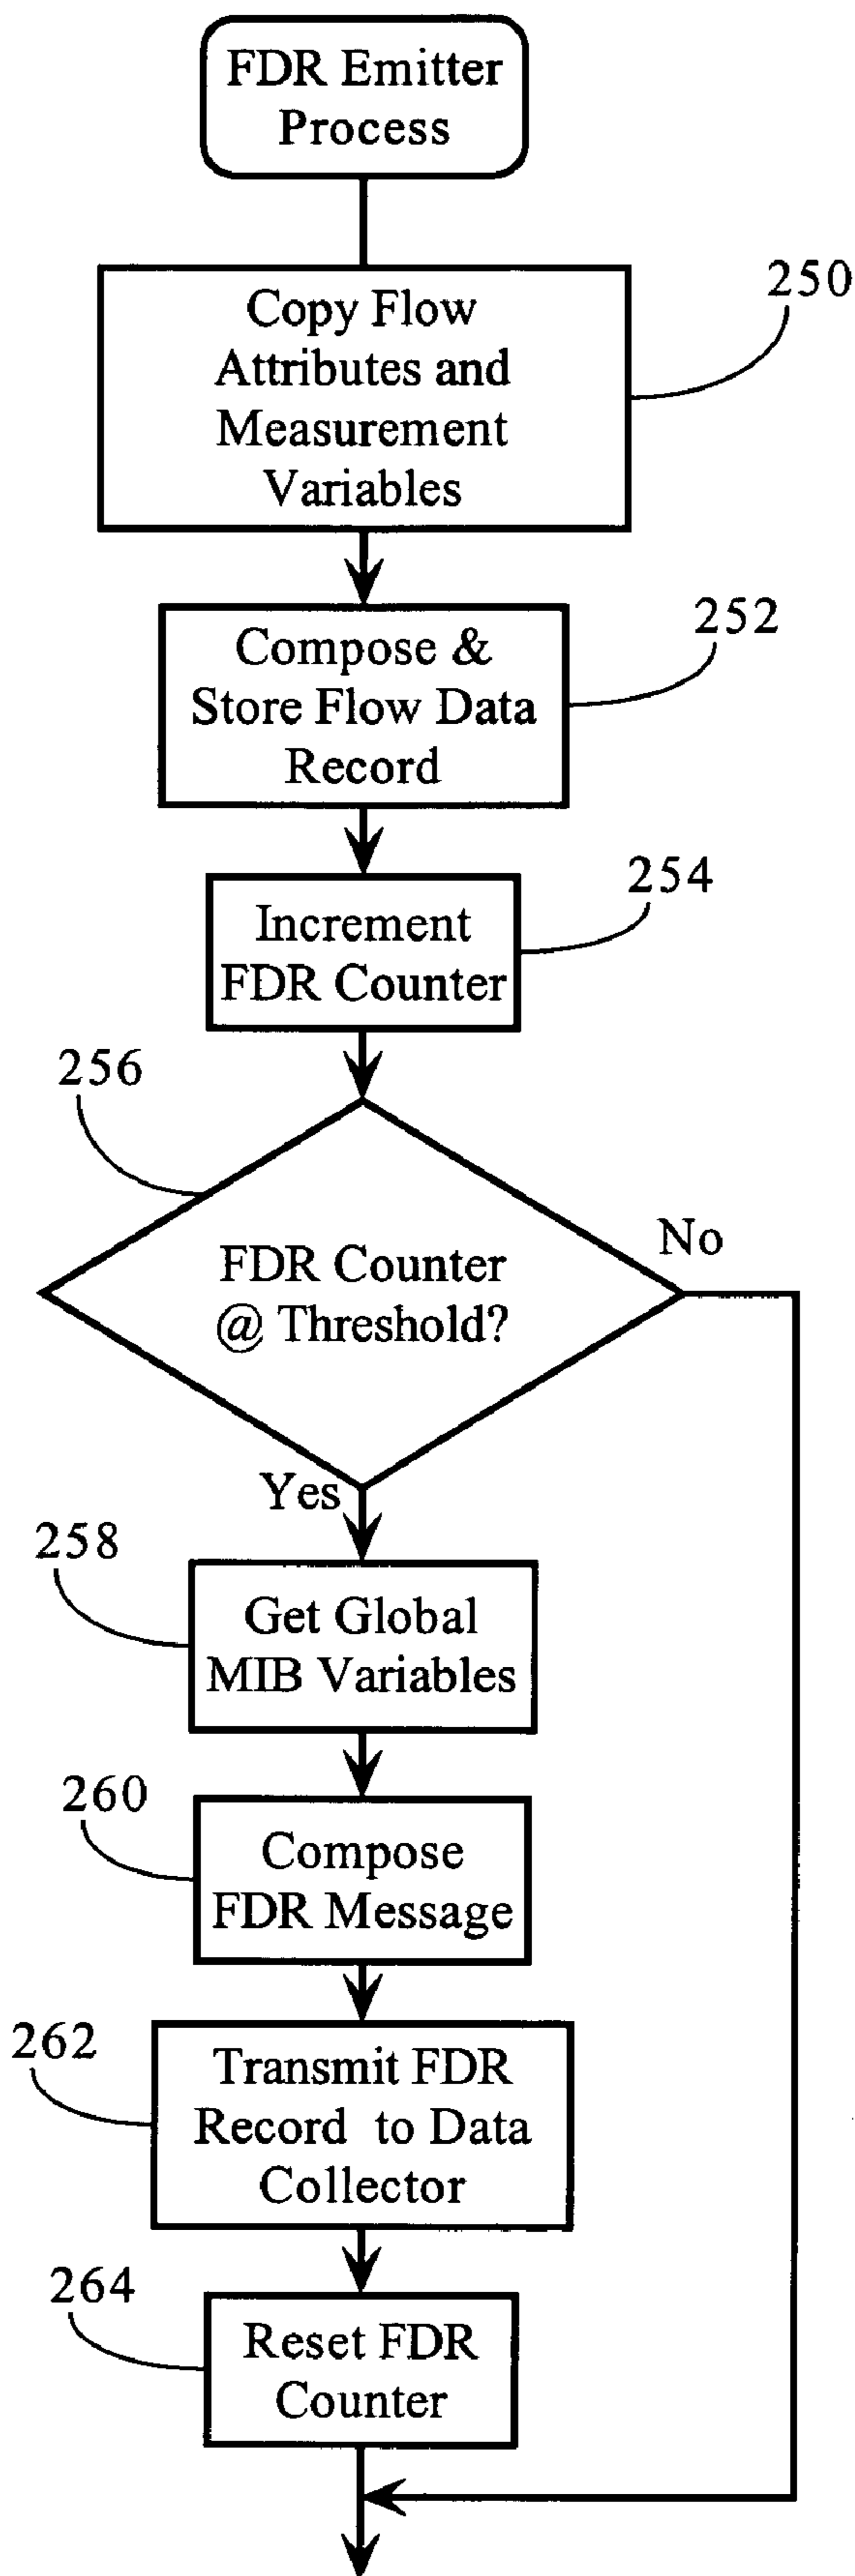 FDR Emitter
Process
250
Copy Flow
Attributes and
Measurement
Variables
252
Compose &
Store Flow Data
Record
254
Increment
FDR Counter
256
No
FDR Counter
@ Threshold?
Yes
258
Get Global
MIB Variables
260
Compose
FDR Message
262
Transmit FDR
Record to Data
Collector
264
Reset FDR
Counter